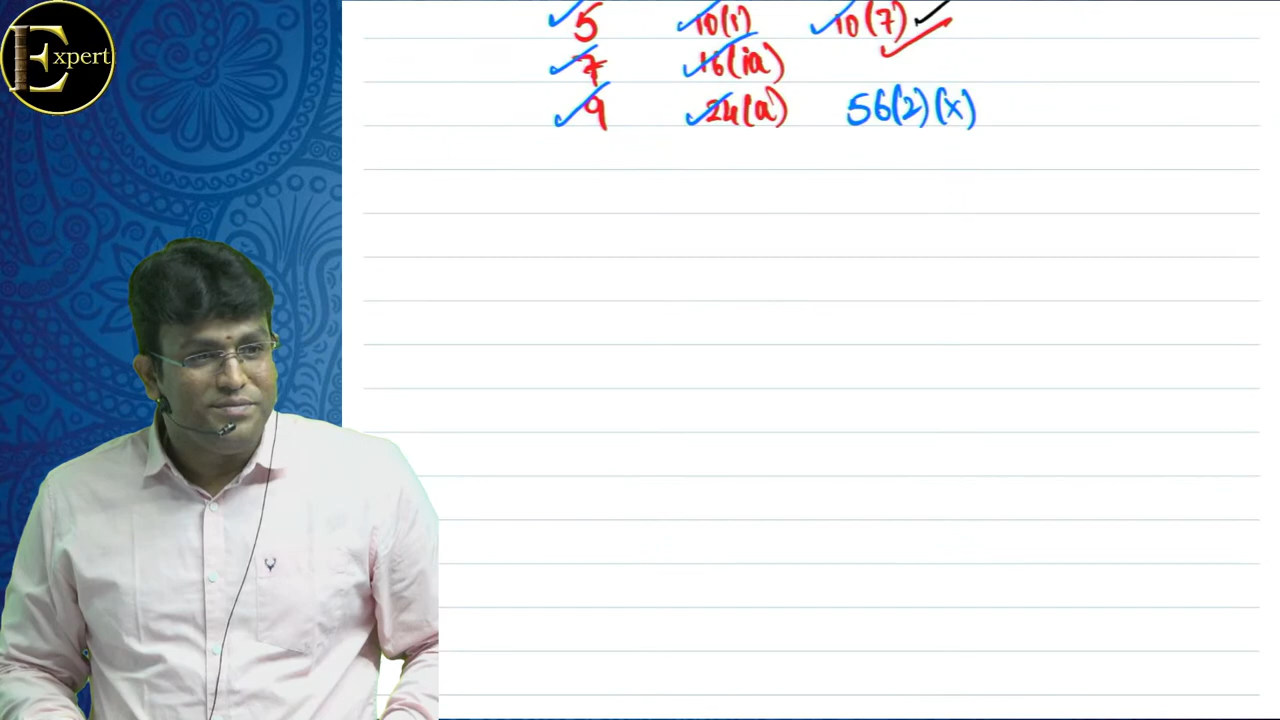 Expert
5 10(1) 10(7)
7 16(ia)
9 24(a) 56(2)(x)